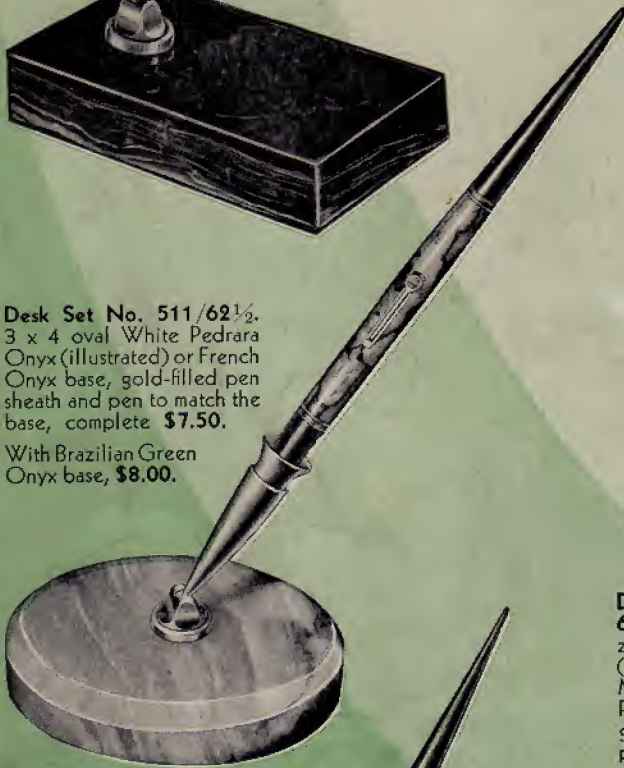 Desk Set No. 511/62½.
3 x 4 oval White Pedrara
Onyx (illustrated) or French
Onyx base, gold-filled pen
sheath and pen to match the
base, complete $7.50.
With Brazilian Green
Onyx base, $8.00.